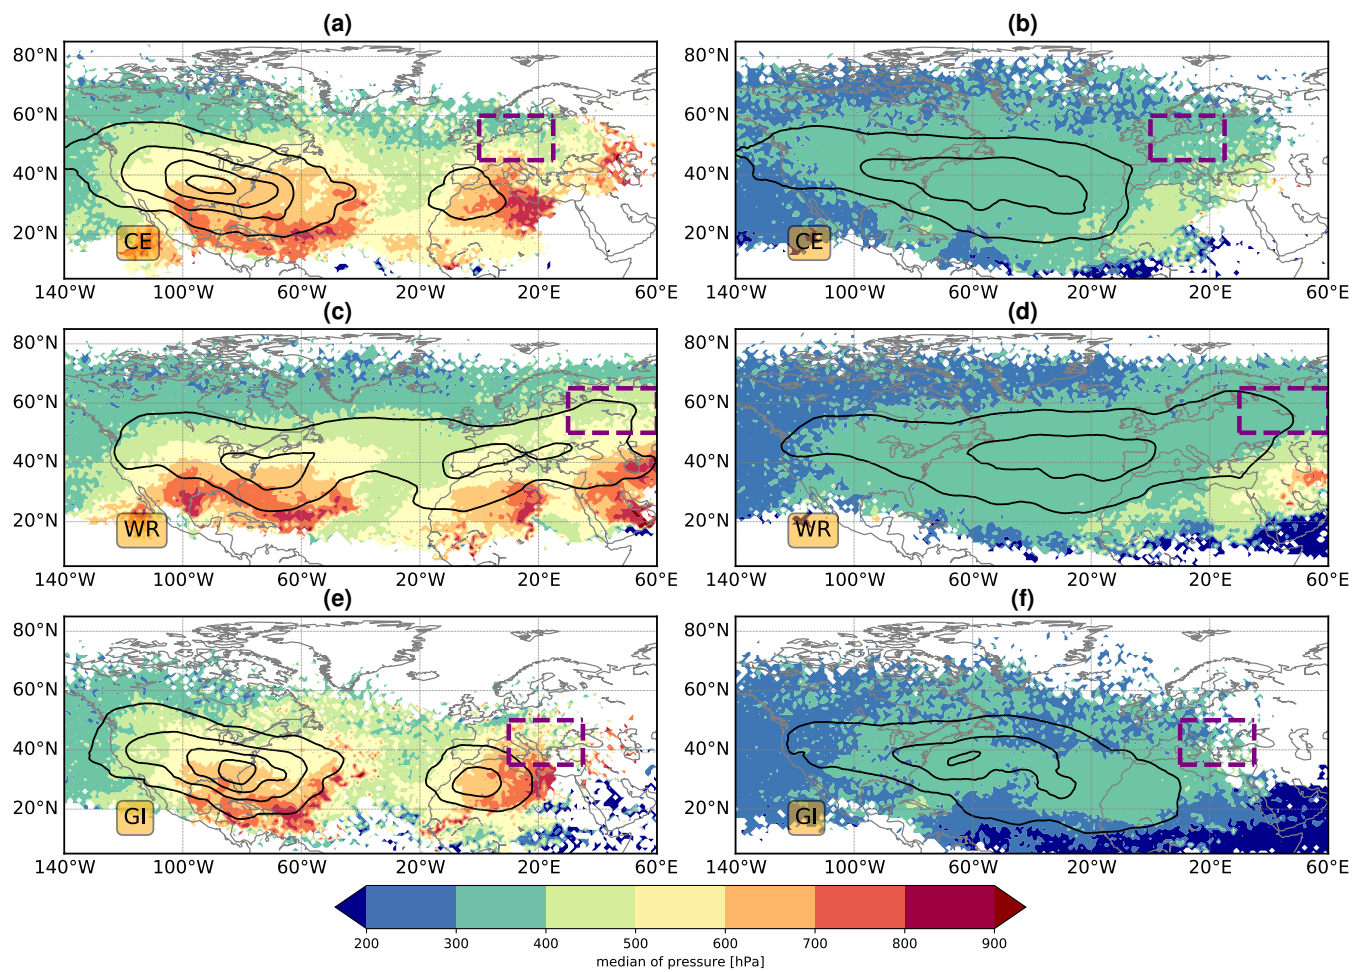 (a) (b)
80°N 80°N
60°N 60°N
40°N 40°N
20°N 20°N
CE CE
140°W 100°W 60°W 20°W 20°E 60°E 140°W 100°W 60°W 20°W 20°E 60°E
(c) (d)
80°N 80°N
60°N 60°N
40°N 40°N
20°N 20°N
WR WR
140°W 100°W 60°W 20°W 20°E 60°E 140°W 100°W 60°W 20°W 20°E 60°E
(e) (f)
80°N 80°N
60°N 60°N
40°N 40°N
20°N 20°N
GI GI
140°W 100°W 60°W 20°W 20°E 60°E 140°W 100°W 60°W 20°W 20°E 60°E
200 300 400 500 600 700 800 900
median of pressure [hPa]